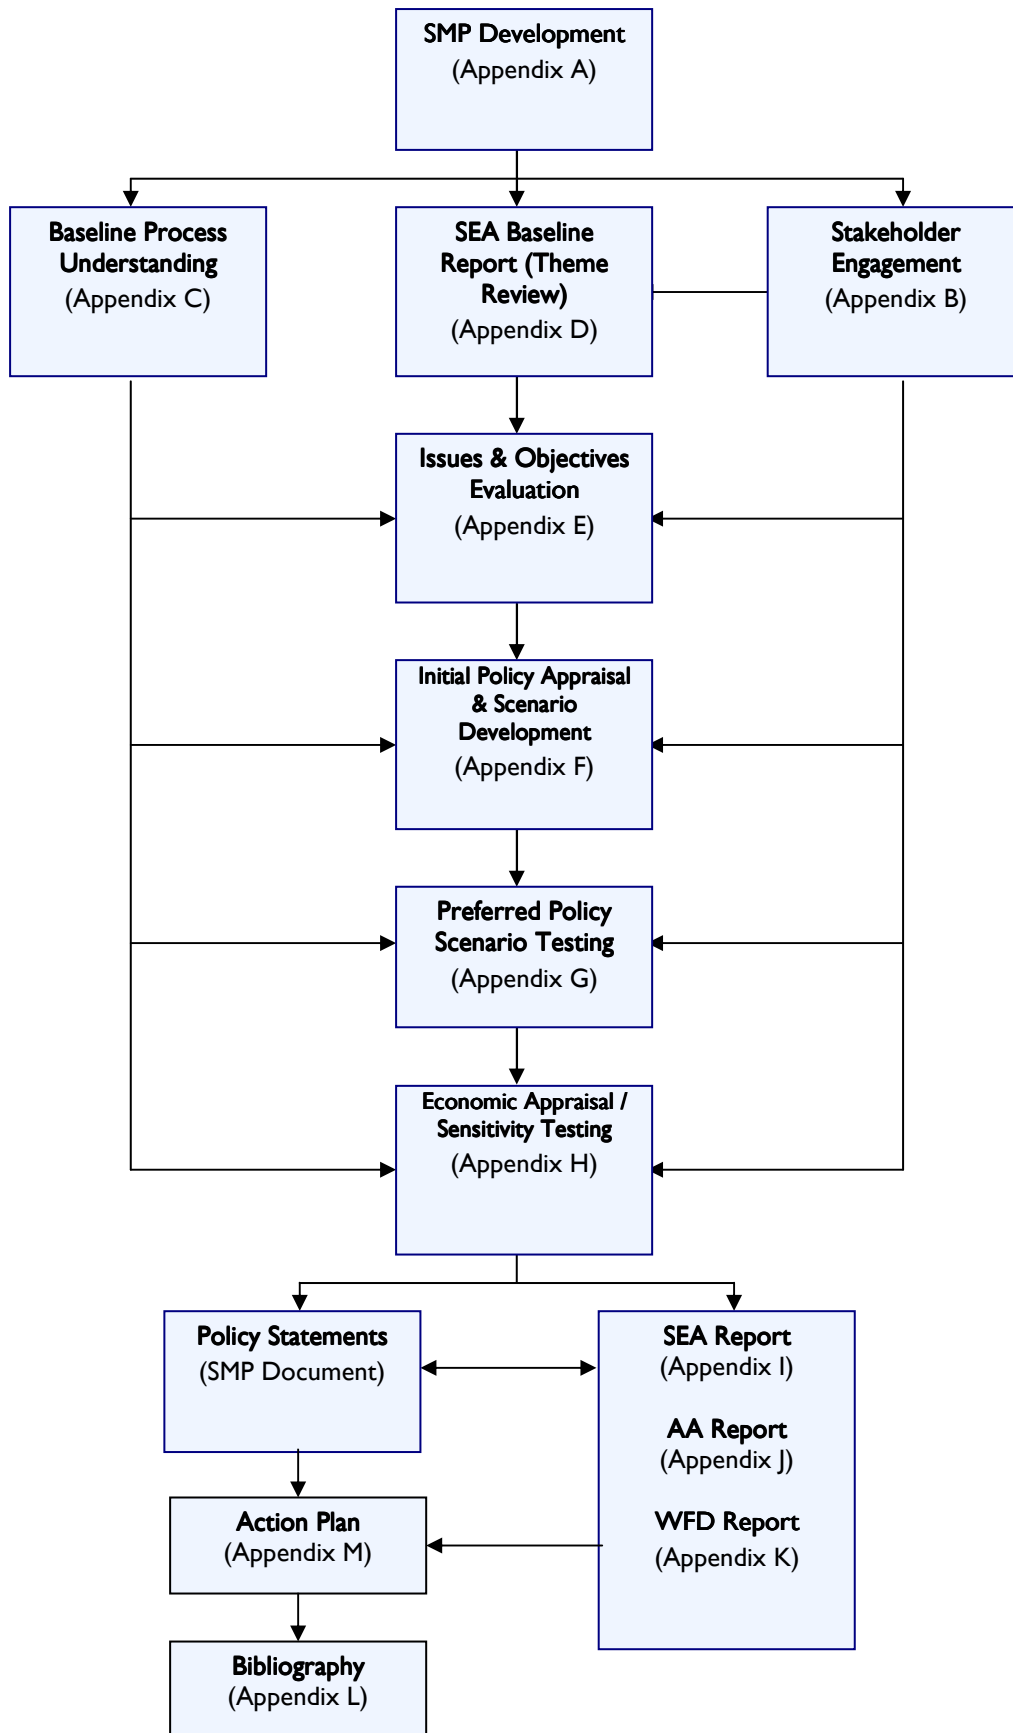 SMP Development
(Appendix A)
Baseline Process
Understanding
(Appendix C)
SEA Baseline
Report (Theme
Review)
(Appendix D)
Stakeholder
Engagement
(Appendix B)
Issues & Objectives
Evaluation
(Appendix E)
Initial Policy Appraisal
& Scenario
Development
(Appendix F)
Preferred Policy
Scenario Testing
(Appendix G)
Economic Appraisal /
Sensitivity Testing
(Appendix H)
Policy Statements
(SMP Document)
SEA Report
(Appendix I)
AA Report
(Appendix J)
WFD Report
(Appendix K)
Action Plan
(Appendix M)
Bibliography
(Appendix L)